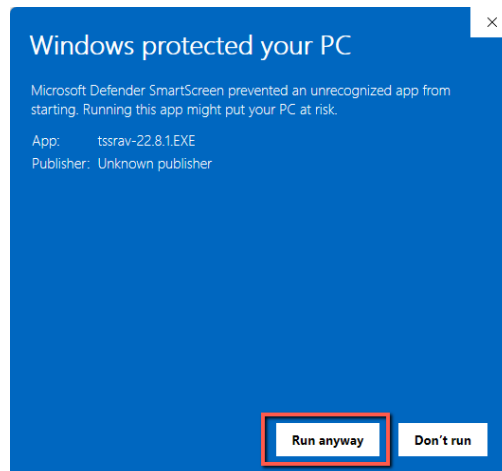 Windows protected your PC
Microsoft Defender SmartScreen prevented an unrecognized app from
starting. Running this app might put your PC at risk.
App: tssrav-22.8.1.EXE
Publisher: Unknown publisher
Run anyway Don't run